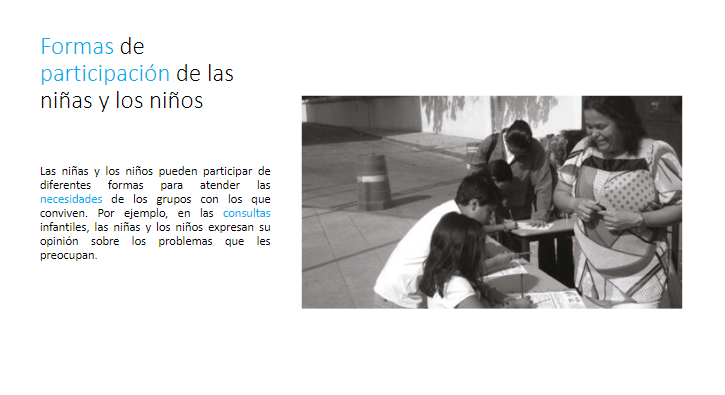 Formas de
participación de las
niñas y los niños
Las niñas y los niños pueden participar de
diferentes formas para atender las
necesidades de los grupos con los que
conviven. Por ejemplo, en las consultas
infantiles, las niñas y los niños expresan su
opinión sobre los problemas que les
preocupan.